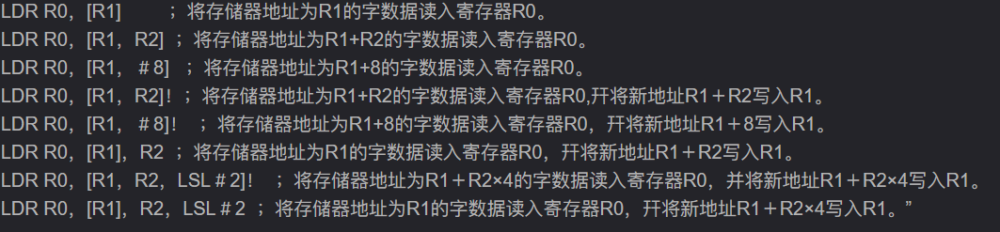 LDR R0，[R1] ；将存储器地址为R1的字数据读入寄存器R0。
LDR R0，[R1，R2] ；将存储器地址为R1+R2的字数据读入寄存器R0。
LDR R0，[R1，＃8] ；将存储器地址为R1+8的字数据读入寄存器R0。
LDR R0，[R1，R2]！；将存储器地址为R1+R2的字数据读入寄存器R0,幵将新地址R1＋R2写入R1。
LDR R0，[R1，＃8]！ ；将存储器地址为R1+8的字数据读入寄存器R0，幵将新地址R1＋8写入R1。
LDR R0，[R1]，R2 ；将存储器地址为R1的字数据读入寄存器R0，幵将新地址R1＋R2写入R1。
LDR R0，[R1，R2，LSL＃2]！ ；将存储器地址为R1＋R2×4的字数据读入寄存器R0，并将新地址R1＋R2×4写入R1。
LDR R0，[R1]，R2，LSL＃2 ；将存储器地址为R1的字数据读入寄存器R0，幵将新地址R1＋R2×4写入R1。”